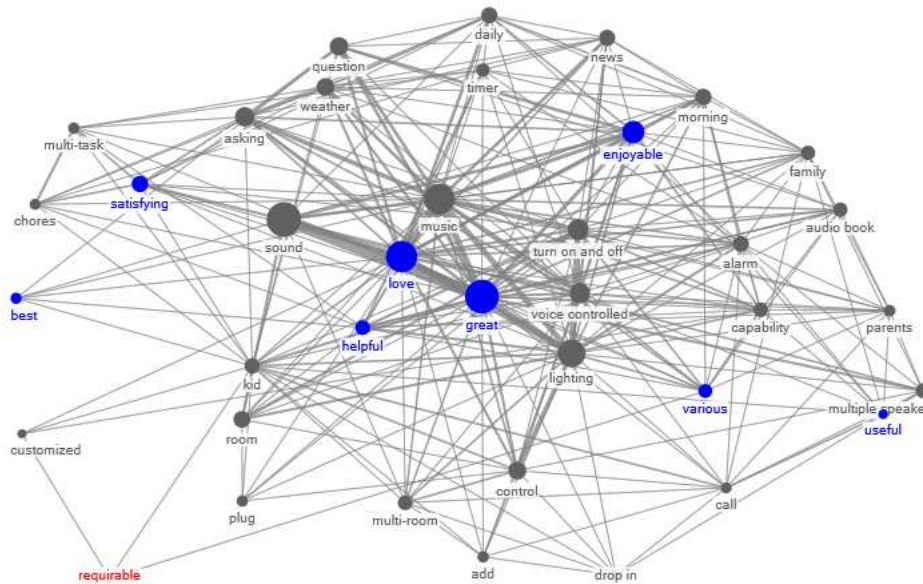 daily
news
question
timer
weather
morning
asking
multi-task
enjoyable
family
satisfying
chores
music
audio book
sound
turn on and off
alarm
love
best
great
voice controlled
capability
parents
helpful
lighting
kid
various
multiple speake
useful
room
customized
control
call
plug
multi-room
requirable
add
drop in